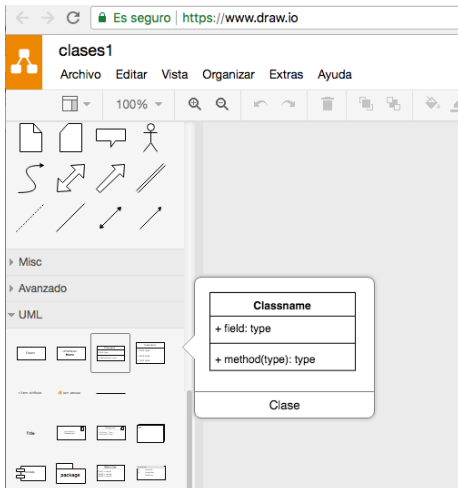 Es seguro | https://www.draw.io
clases1
Archivo Editar Vista Organizar Extras Ayuda
100%
Misc
Avanzado
UML
Classname
+ field: type
+ method(type): type
Clase
Title
package